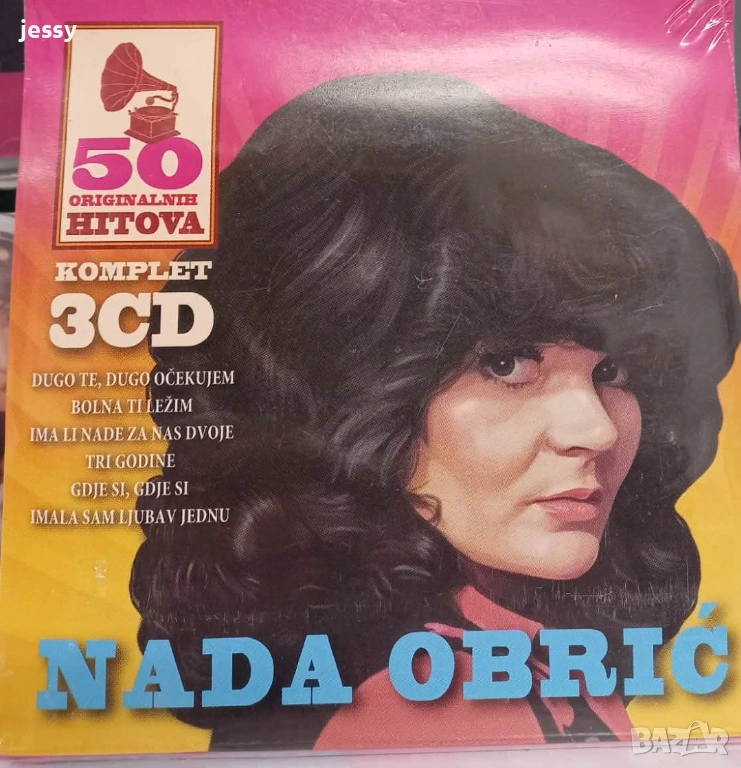 jessy
50
ORIGINALNIH
HITOVA
KOMPLET
3CD
DUGO TE, DUGO OČEKUJEM
BOLNA TI LEŽIM
IMA LI NADE ZA NAS DVOJE
TRI GODINE
GDJE SI, GDJE SI
IMALA SAM LJUBAV JEDNU
NADA OBRIĆ
BAZAR